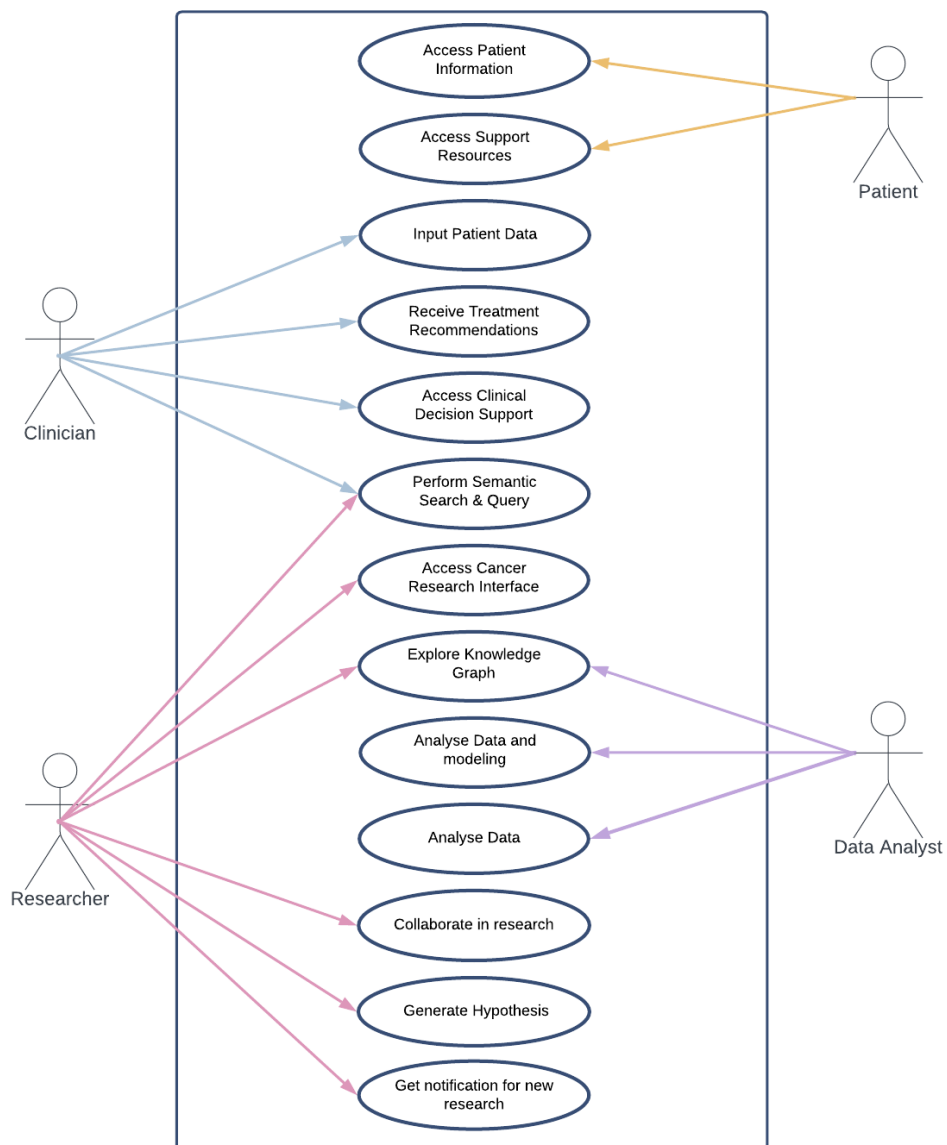 Access Patient
Information
Access Support
Resources
Patient
Input Patient Data
Receive Treatment
Recommendations
Clinician
Access Clinical
Decision Support
Perform Semantic
Search & Query
Access Cancer
Research Interface
Explore Knowledge
Graph
Analyse Data and
modeling
Analyse Data
Data Analyst
Researcher
Collaborate in research
Generate Hypothesis
Get notification for new
research